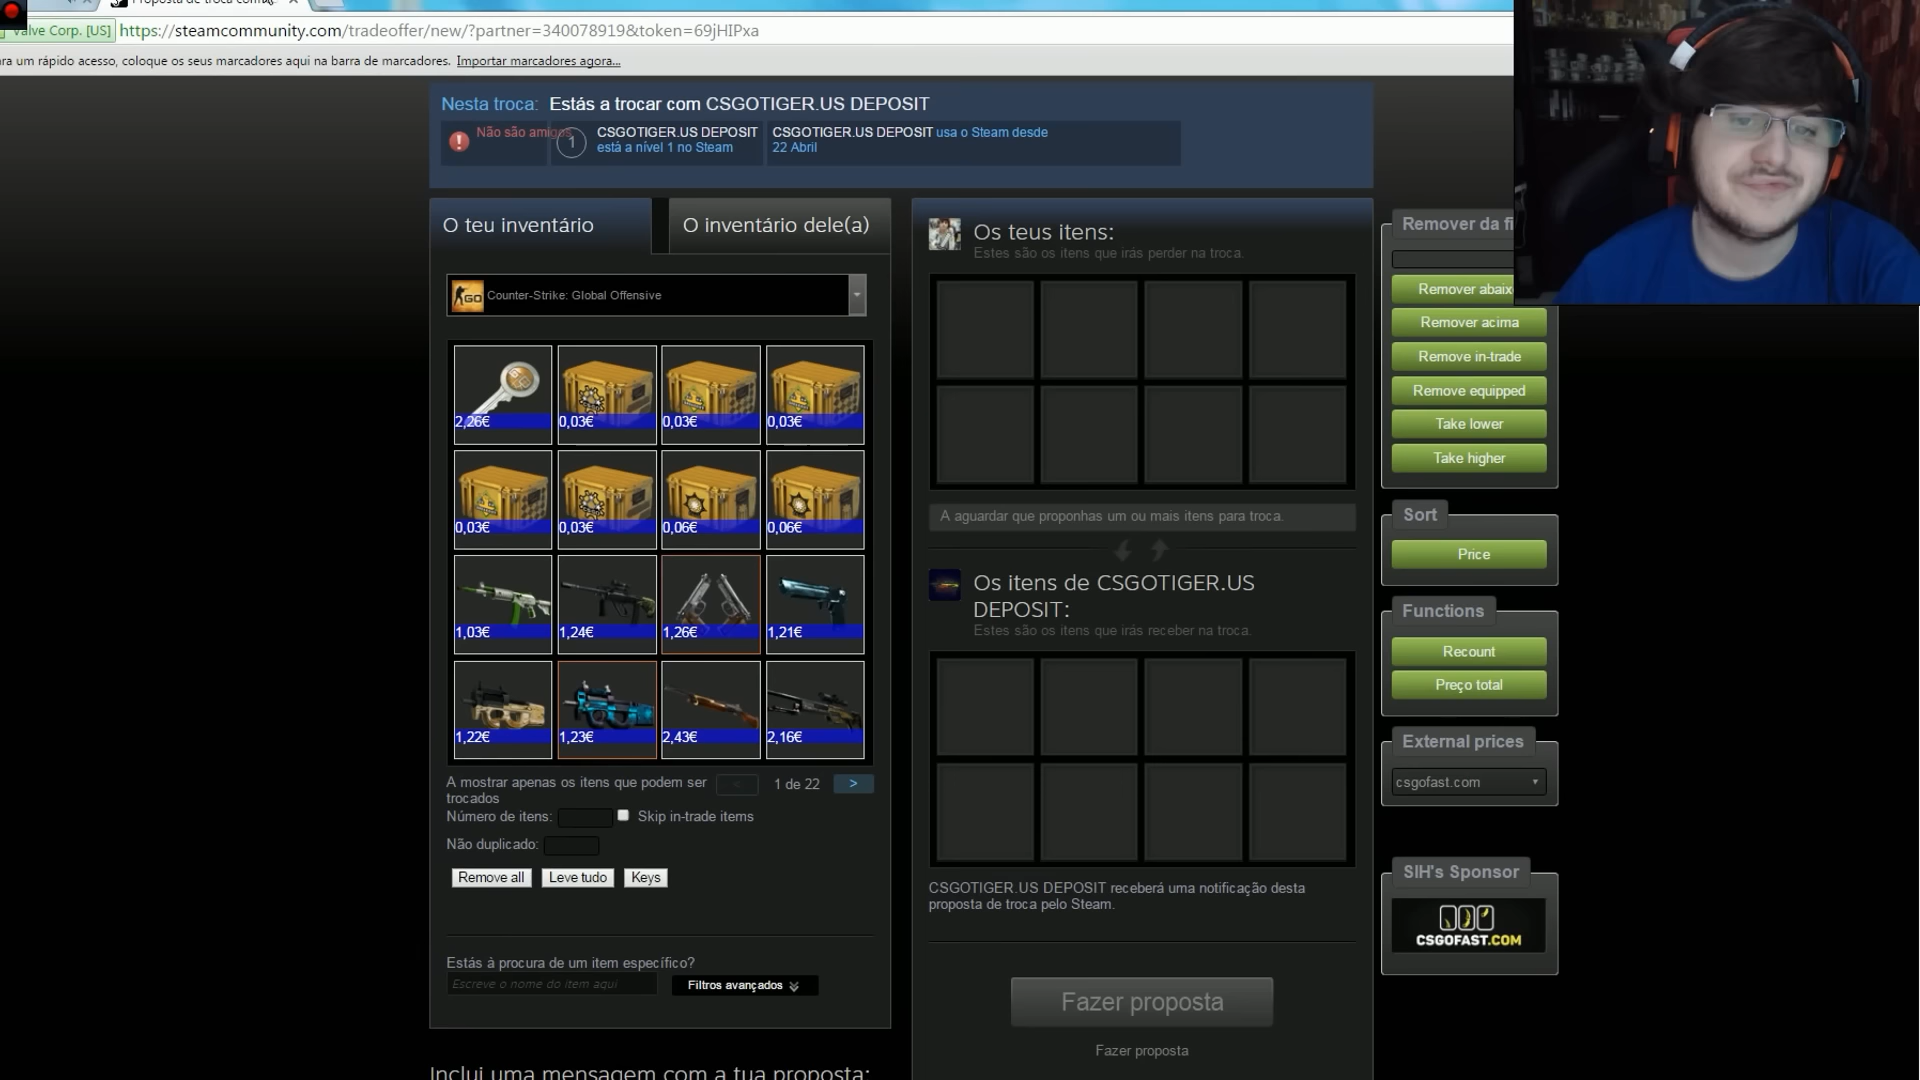 Valve Corp. [US] https://steamcommunity.com/tradeoffer/new/?partner=340078919&token=69jHIPxa
um rápido acesso, coloque os seus marcadores aqui na barra de marcadores. Importar marcadores agora...
Nesta troca: Estás a trocar com CSGOTIGER.US DEPOSIT
Não são amigos
1
CSGOTIGER.US DEPOSIT
está a nível 1 no Steam
CSGOTIGER.US DEPOSIT usa o Steam desde
22 Abril
O teu inventário
O inventário dele(a)
GO Counter-Strike: Global Offensive
2,26€ 0,03€ 0,03€ 0,03€
0,03€ 0,03€ 0,06€ 0,06€
1,03€ 1,24€ 1,26€ 1,21€
1,22€ 1,23€ 2,43€ 2,16€
A mostrar apenas os itens que podem ser
trocados
< 1 de 22 >
Número de itens: Skip in-trade items
Não duplicado:
Remove all Leve tudo Keys
Estás à procura de um item específico?
Escreve o nome do item aqui
Filtros avançados
Inclui uma mensagem com a tua proposta:
Os teus itens:
Estes são os itens que irás perder na troca.
A aguardar que proponhas um ou mais itens para troca.
Os itens de CSGOTIGER.US
DEPOSIT:
Estes são os itens que irás receber na troca.
CSGOTIGER.US DEPOSIT receberá uma notificação desta
proposta de troca pelo Steam.
Fazer proposta
Fazer proposta
Remover da
Remover
Remover acima
Remove in-trade
Remove equipped
Take lower
Take higher
Sort
Price
Functions
Recount
Preço total
External prices
csgofast.com
SIH's Sponsor
CSGOFAST.COM